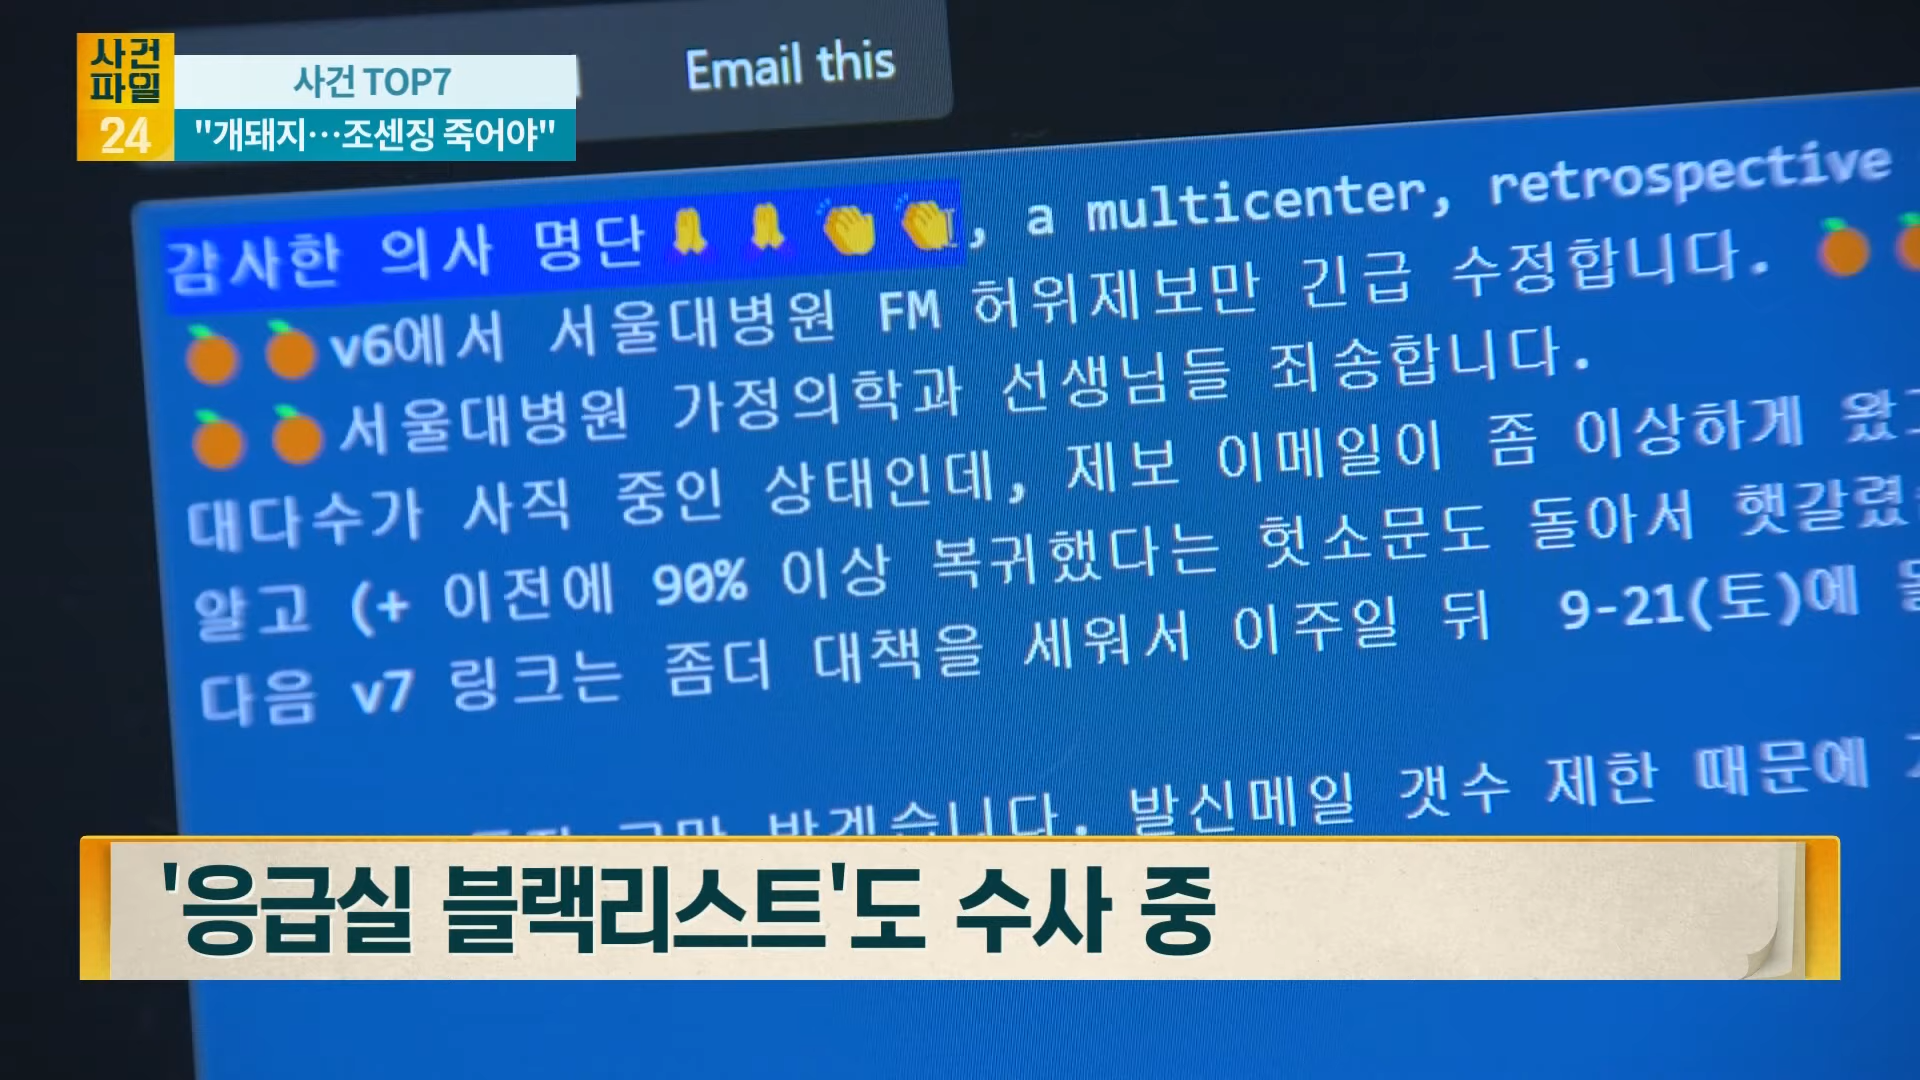 사건
파일
24
사건 TOP7
"개돼지…조센징 죽어야"
Email this
감사한 의사 명단🙏 🙏 👏 👏, a multicenter, retrospective
🍊 🍊v6에서 서울대병원 FM 허위제보만 긴급 수정합니다. 🍊
🍊 🍊서울대병원 가정의학과 선생님들 죄송합니다.
대다수가 사직 중인 상태인데, 제보 이메일이 좀 이상하게 왔고
알고 (+ 이전에 90% 이상 복귀했다는 헛소문도 돌아서 햇갈렸
다음 v7 링크는 좀더 대책을 세워서 이주일 뒤 9-21(토)에
받겠습니다. 발신메일 갯수 제한 때문에
'응급실 블랙리스트'도 수사 중